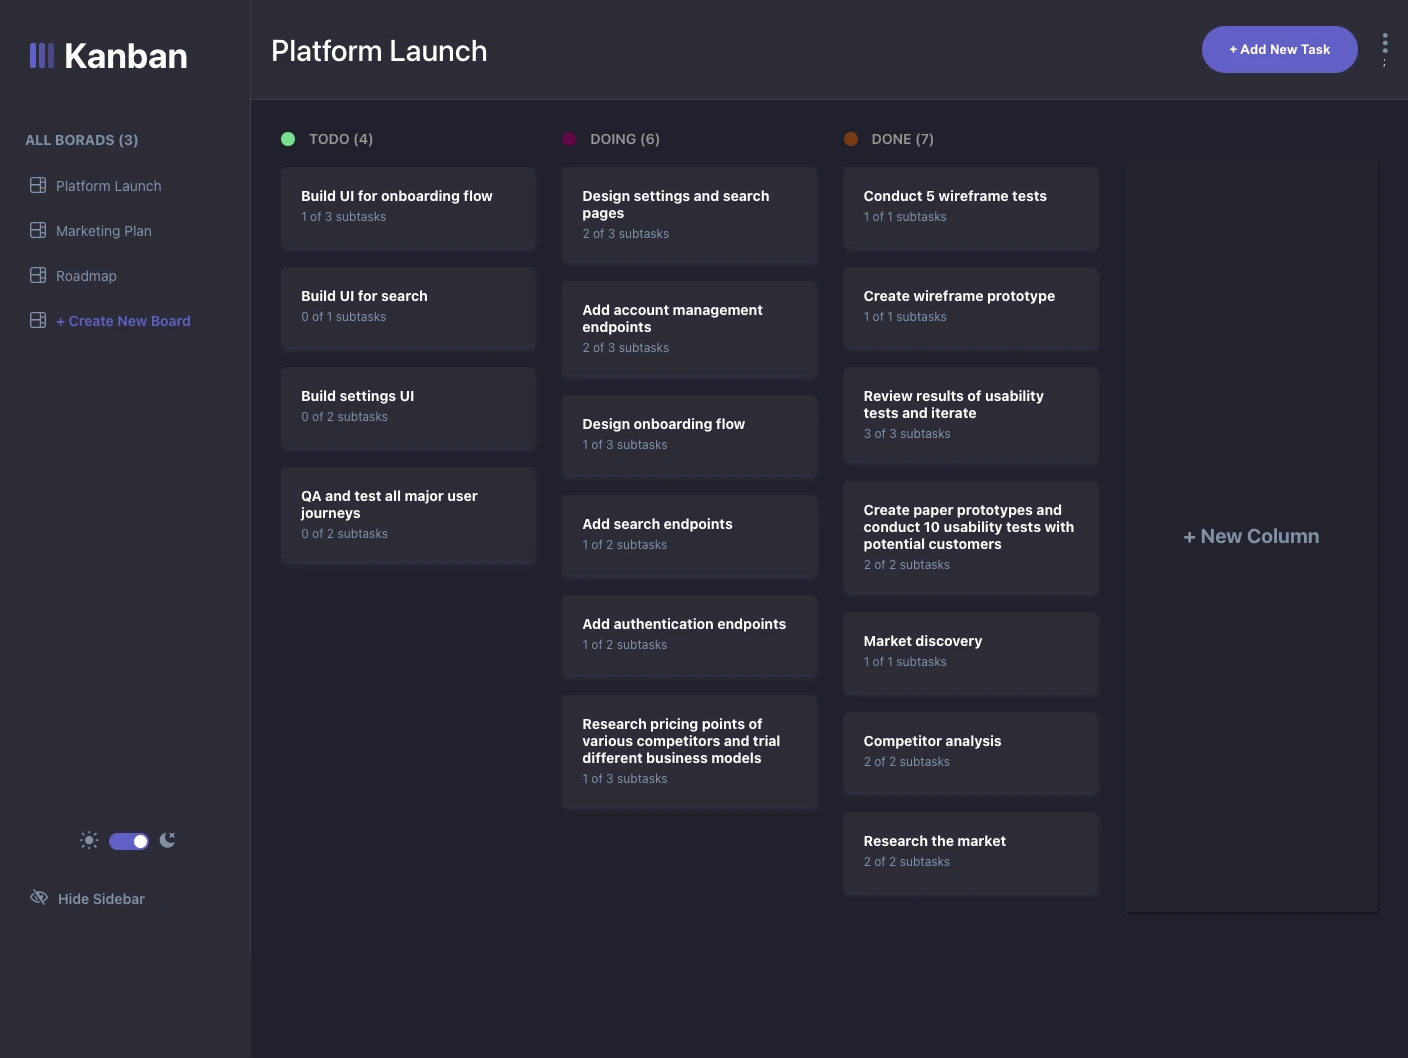 Kanban
Platform Launch
+ Add New Task
;
ALL BORADS (3)
Platform Launch
Marketing Plan
Roadmap
+ Create New Board
Hide Sidebar
TODO (4)
Build UI for onboarding flow
1 of 3 subtasks
Build UI for search
0 of 1 subtasks
Build settings UI
0 of 2 subtasks
QA and test all major user
journeys
0 of 2 subtasks
DOING (6)
Design settings and search
pages
2 of 3 subtasks
Add account management
endpoints
2 of 3 subtasks
Design onboarding flow
1 of 3 subtasks
Add search endpoints
1 of 2 subtasks
Add authentication endpoints
1 of 2 subtasks
Research pricing points of
various competitors and trial
different business models
1 of 3 subtasks
DONE (7)
Conduct 5 wireframe tests
1 of 1 subtasks
Create wireframe prototype
1 of 1 subtasks
Review results of usability
tests and iterate
3 of 3 subtasks
Create paper prototypes and
conduct 10 usability tests with
potential customers
2 of 2 subtasks
Market discovery
1 of 1 subtasks
Competitor analysis
2 of 2 subtasks
Research the market
2 of 2 subtasks
+ New Column